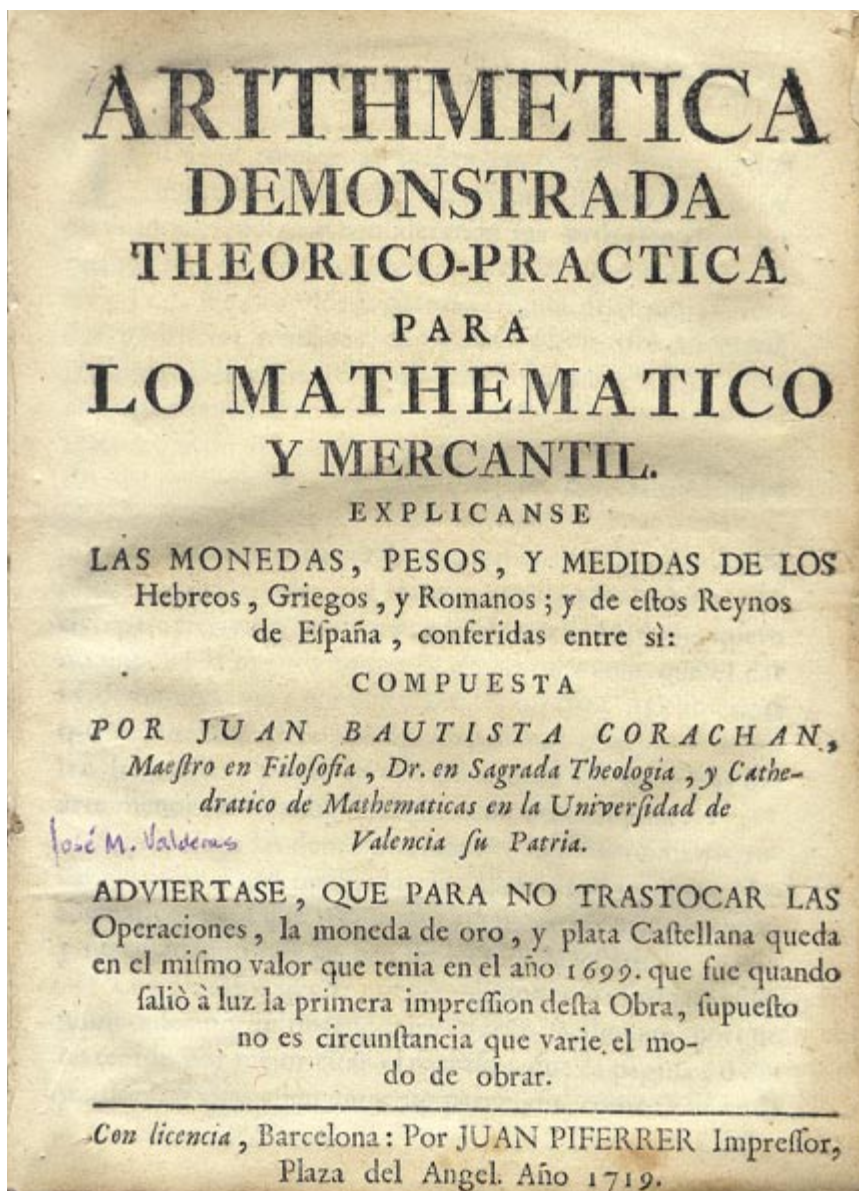 ARITHMETICA
DEMONSTRADA
THEORICO-PRACTICA
PARA
LO MATHEMATICO
Y MERCANTIL.
EXPLICANSE
LAS MONEDAS, PESOS, Y MEDIDAS DE LOS
Hebreos, Griegos, y Romanos; y de eſtos Reynos
de Eſpaña, conferidas entre sì:
COMPUESTA
POR JUAN BAUTISTA CORACHAN,
Maeſtro en Filoſofia, Dr. en Sagrada Theologia, y Cathe-
dratico de Mathematicas en la Univerſidad de
Valencia ſu Patria.
José M. Valderas
ADVIERTASE, QUE PARA NO TRASTOCAR LAS
Operaciones, la moneda de oro, y plata Caſtellana queda
en el miſmo valor que tenia en el año 1699. que fue quando
ſaliò à luz la primera impreſſion deſta Obra, ſupueſto
no es circunſtancia que varie el mo-
do de obrar.
Con licencia, Barcelona: Por JUAN PIFERRER Impreſſor,
Plaza del Angel. Año 1719.